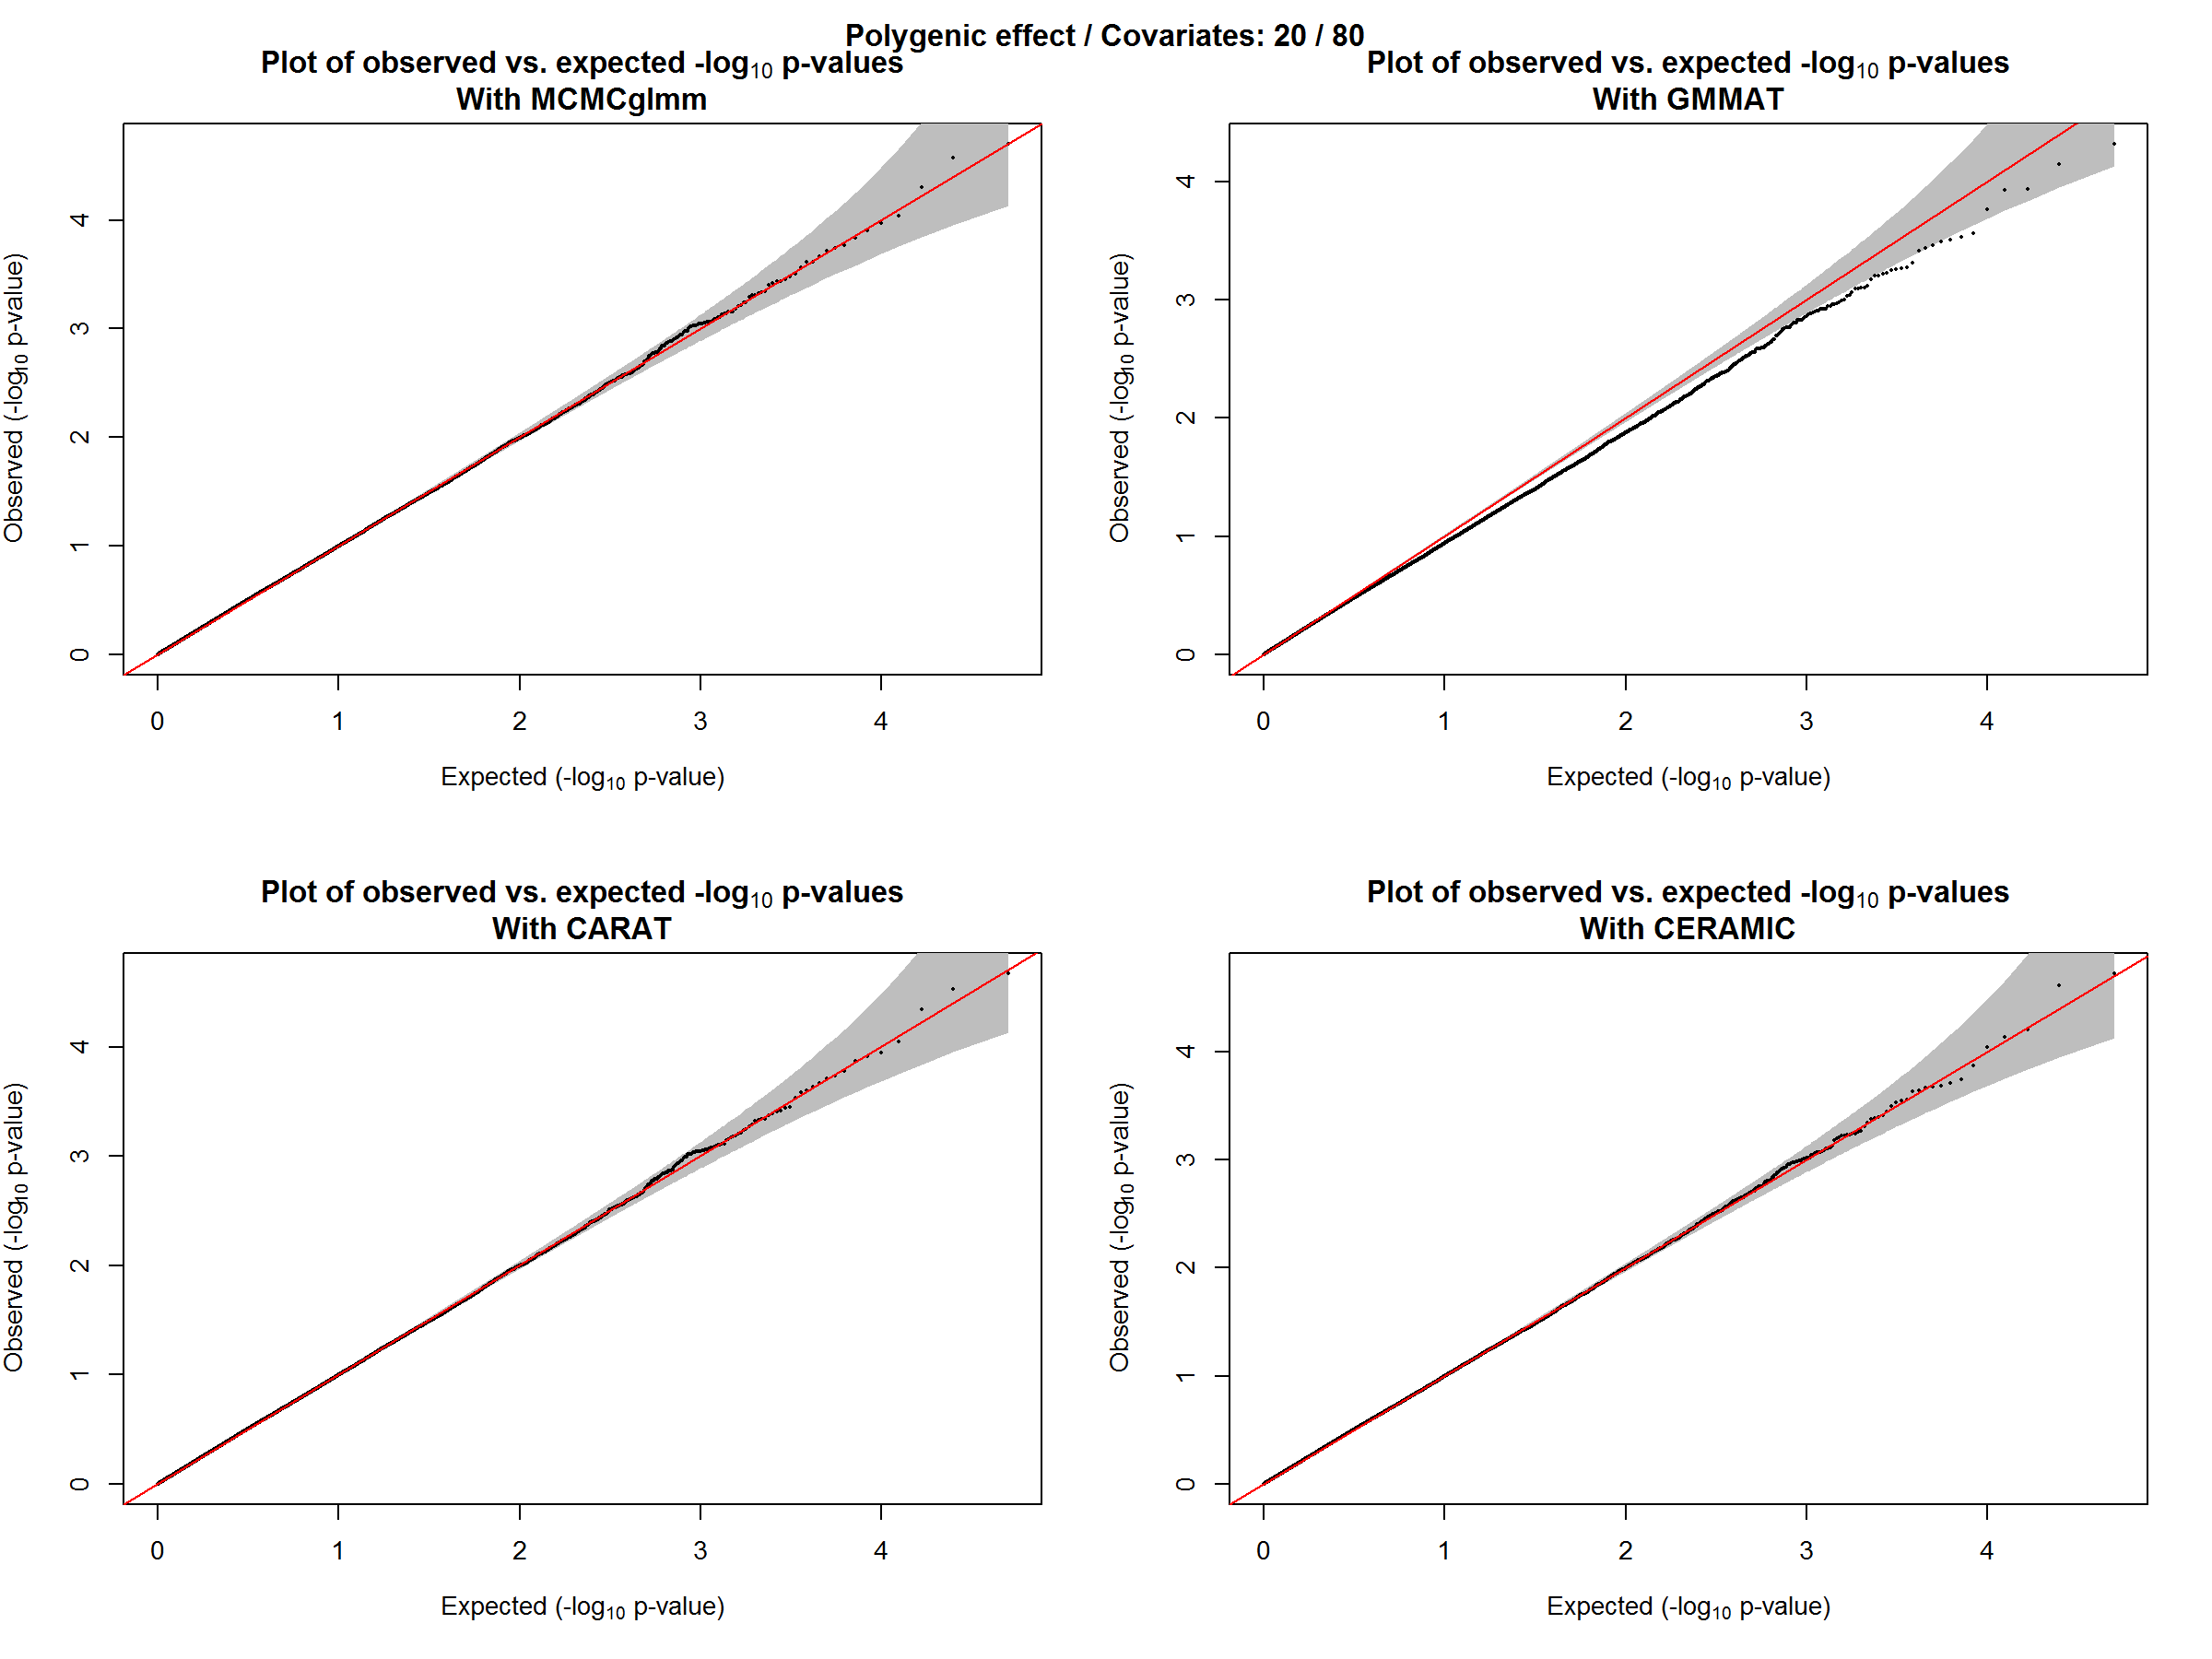 Polygenic effect / Covariates: 20 / 80
Plot of observed vs. expected -log10 p-values
With MCMCglmm
Observed (-log10 p-value)
4
3
2
1
0
0 1 2 3 4
Expected (-log10 p-value)
Plot of observed vs. expected -log10 p-values
With GMMAT
Observed (-log10 p-value)
4
3
2
1
0
0 1 2 3 4
Expected (-log10 p-value)
Plot of observed vs. expected -log10 p-values
With CARAT
Observed (-log10 p-value)
4
3
2
1
0
0 1 2 3 4
Expected (-log10 p-value)
Plot of observed vs. expected -log10 p-values
With CERAMIC
Observed (-log10 p-value)
4
3
2
1
0
0 1 2 3 4
Expected (-log10 p-value)